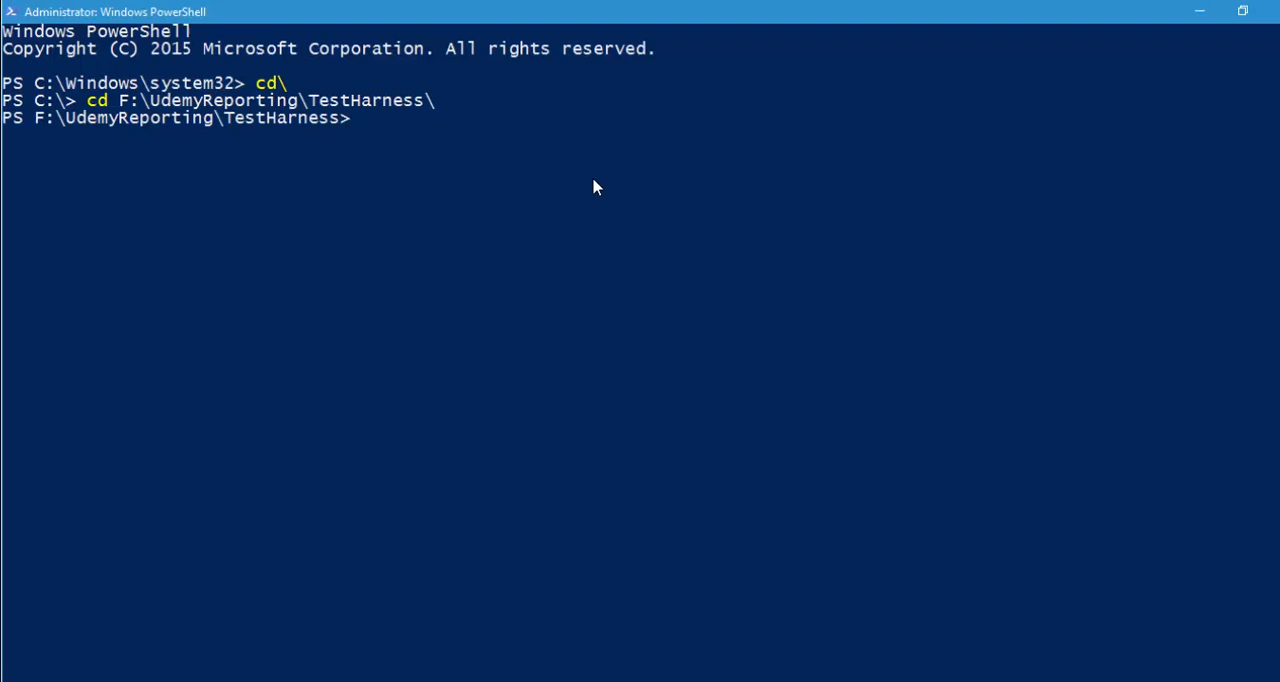 Administrator: Windows PowerShell
Windows PowerShell
Copyright (C) 2015 Microsoft Corporation. All rights reserved.
PS C:\Windows\system32> cd\
PS C:\> cd F:\UdemyReporting\TestHarness\
PS F:\UdemyReporting\TestHarness>